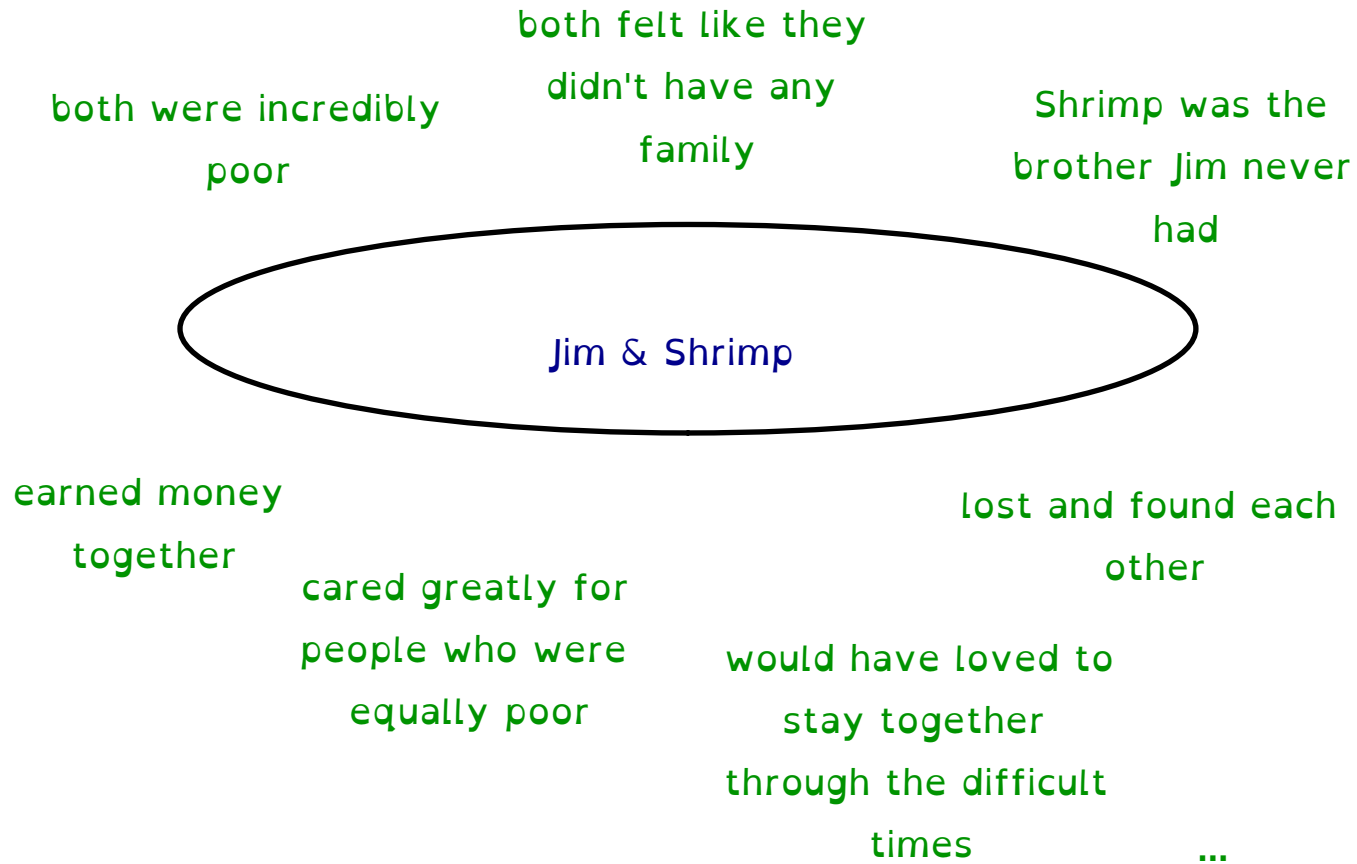 both were incredibly
poor
both felt like they
didn't have any
family
Shrimp was the
brother Jim never
had
Jim & Shrimp
earned money
together
cared greatly for
people who were
equally poor
would have loved to
stay together
through the difficult
times
lost and found each
other
...